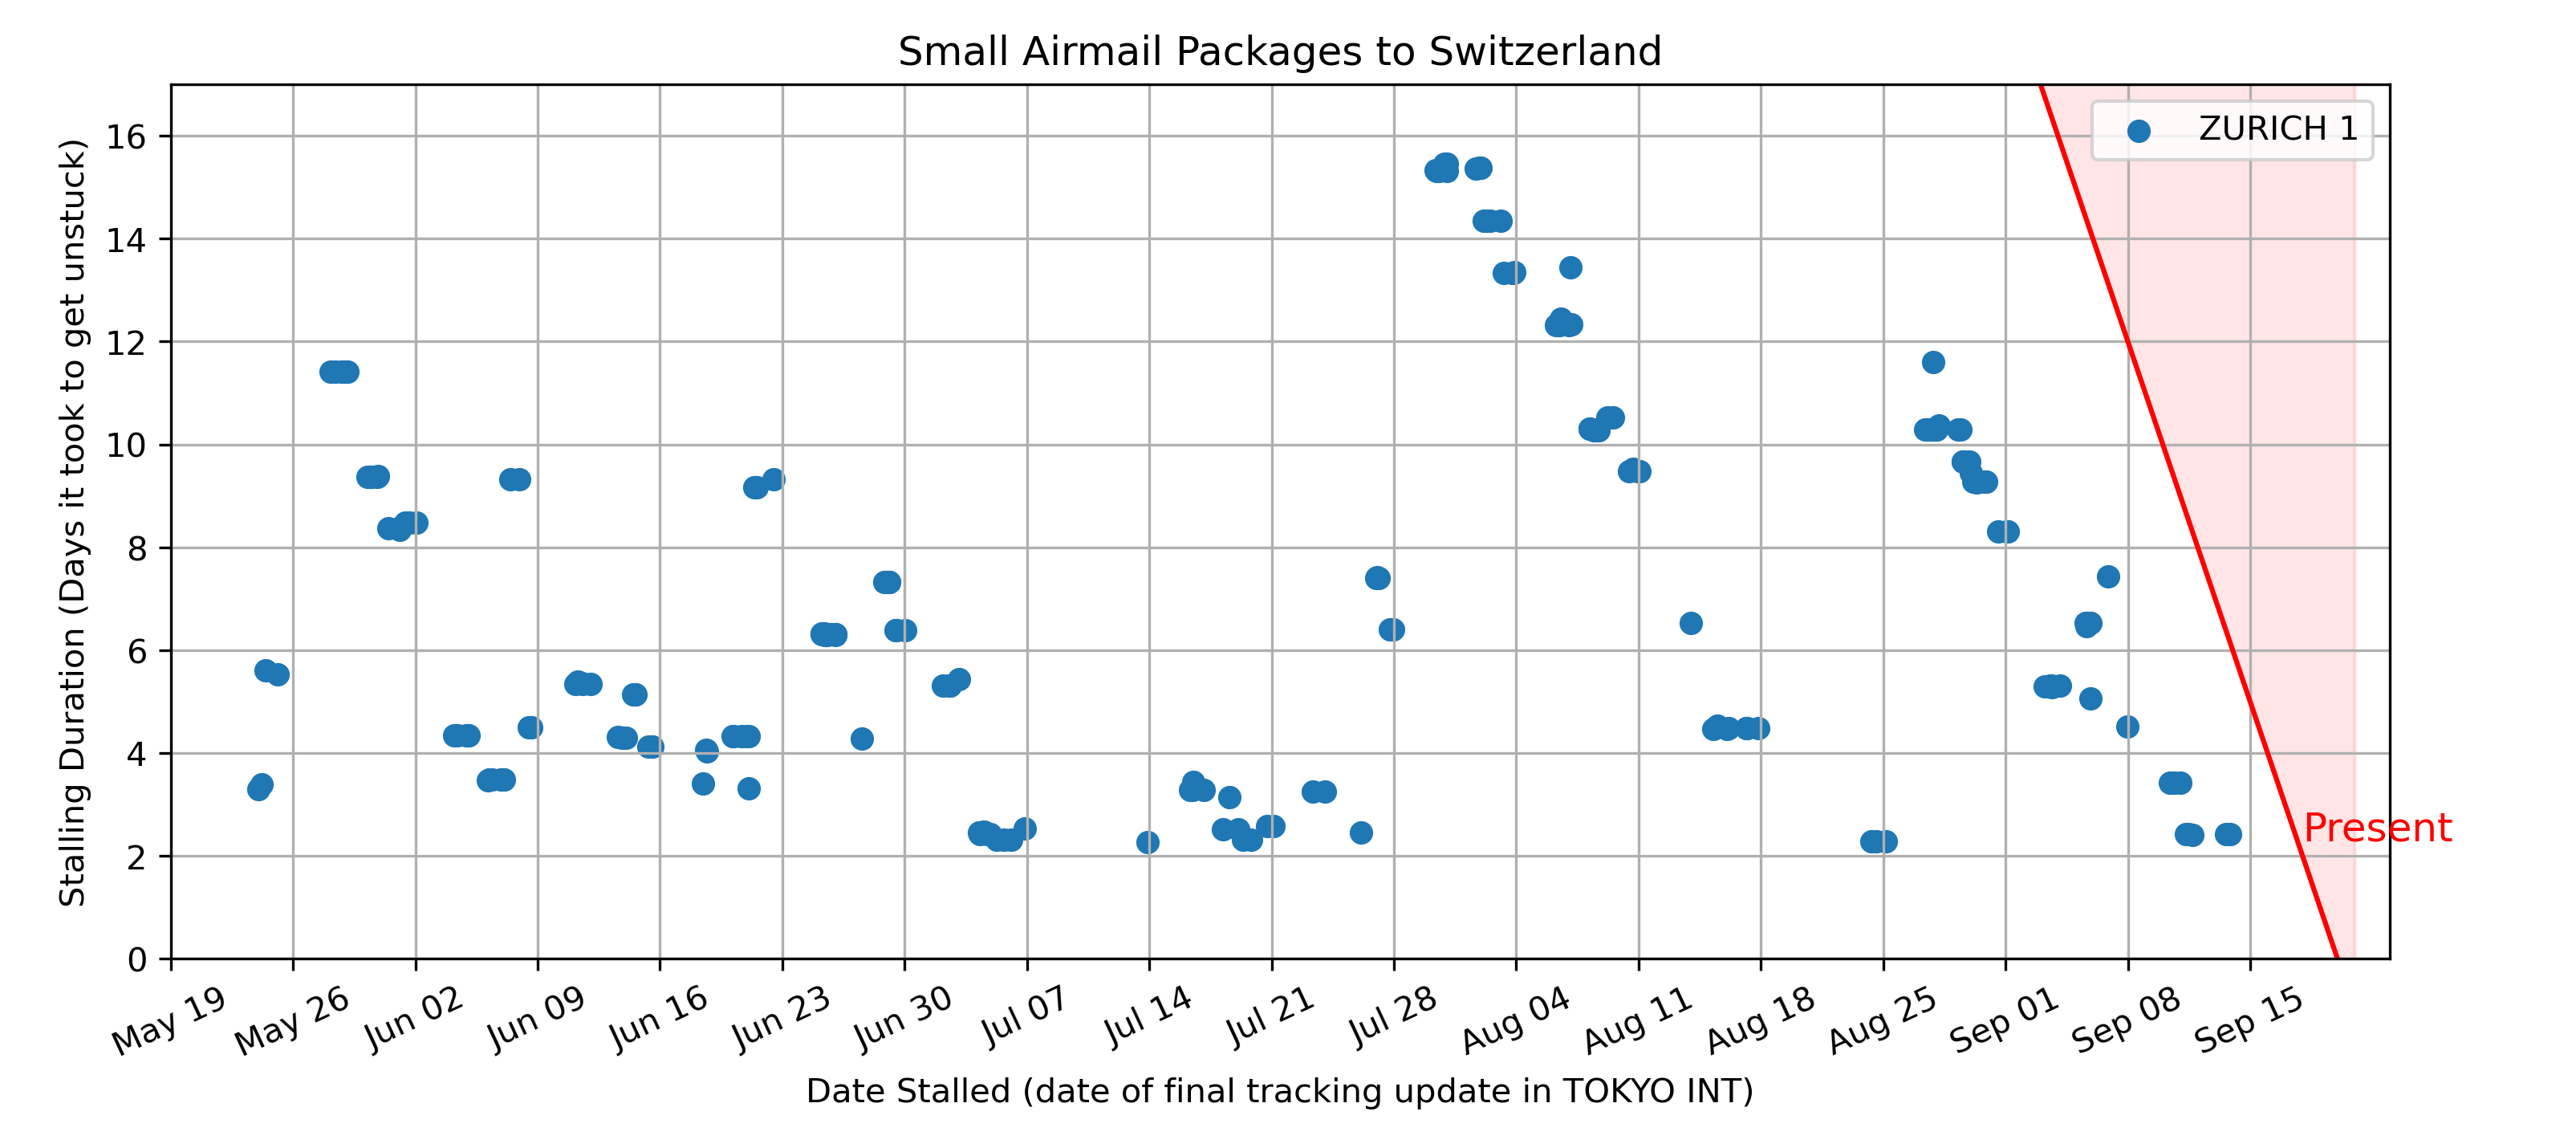 Small Airmail Packages to Switzerland
ZURICH 1
Stalling Duration (Days it took to get unstuck)
16
14
12
10
8
6
4
2
0
Present
May 19
May 26
Jun 02
Jun 09
Jun 16
Jun 23
Jun 30
Jul 07
Jul 14
Jul 21
Jul 28
Aug 04
Aug 11
Aug 18
Aug 25
Sep 01
Sep 08
Sep 15
Date Stalled (date of final tracking update in TOKYO INT)